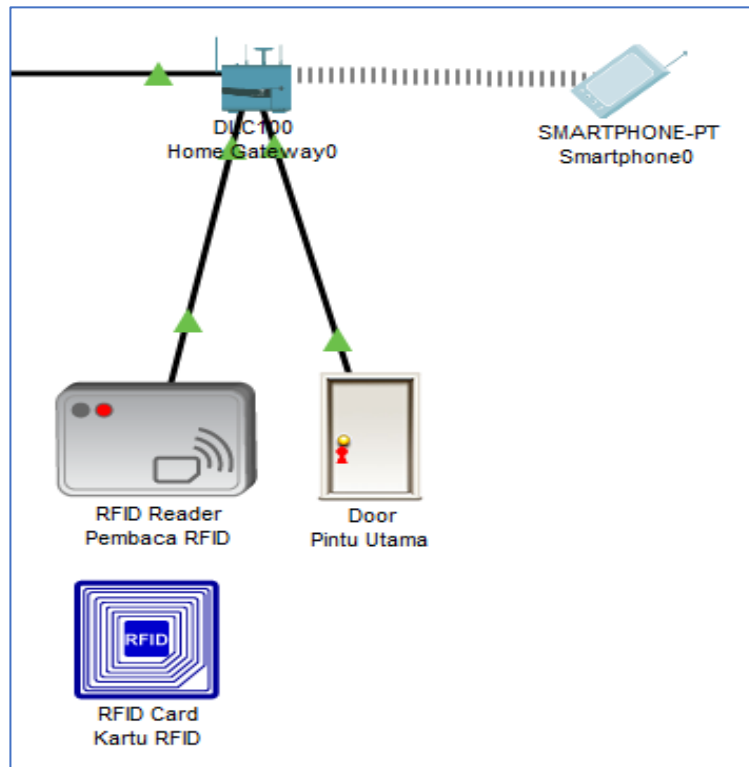 DLC100
Home Gateway0
SMARTPHONE-PT
Smartphone0
RFID Reader
Pembaca RFID
Door
Pintu Utama
RFID
RFID Card
Kartu RFID